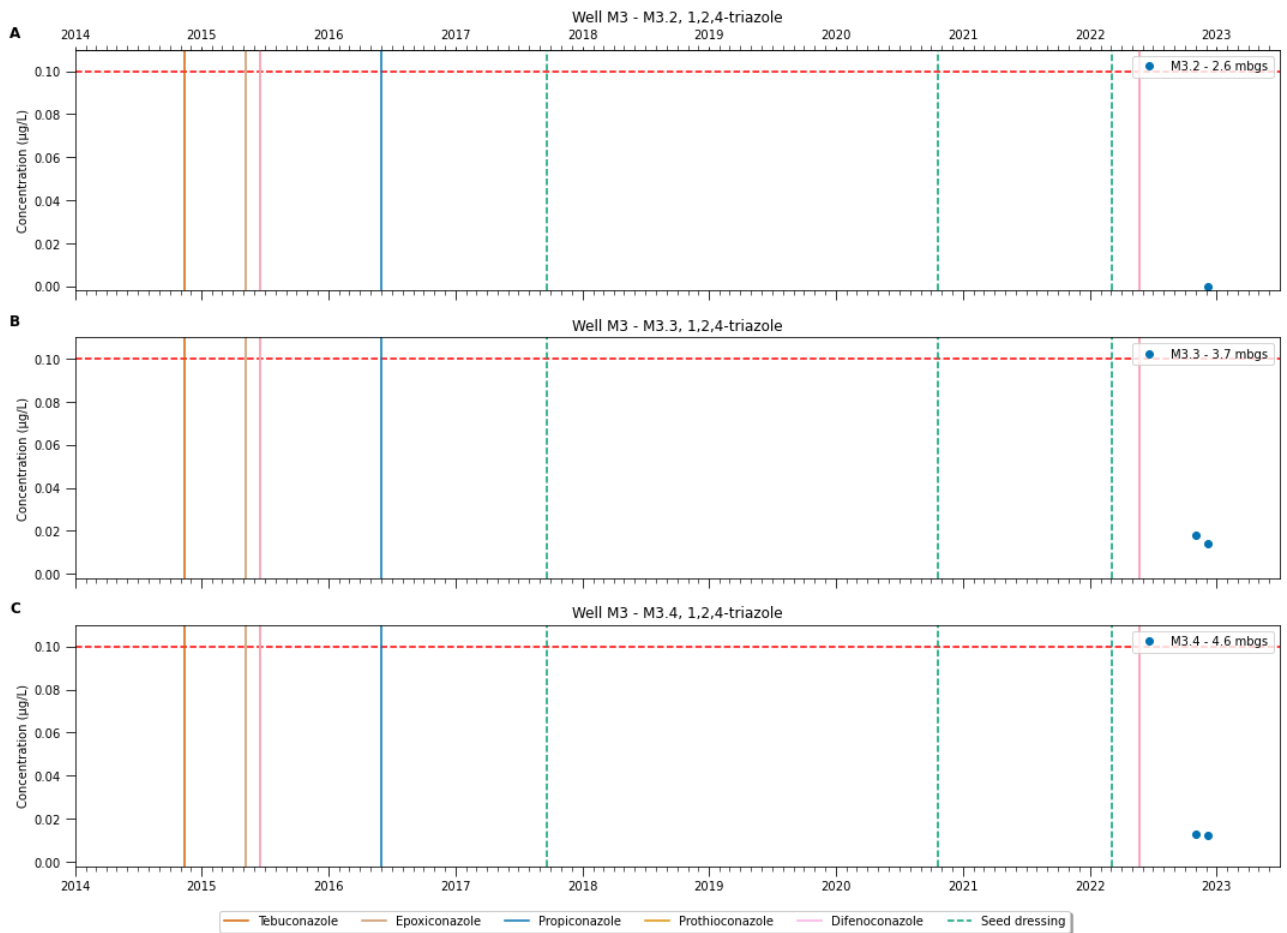 Well M3 - M3.2, 1,2,4-triazole
A
2014 2015 2016 2017 2018 2019 2020 2021 2022 2023
0.10
0.08
0.06
0.04
0.02
0.00
Concentration (µg/L)
M3.2 - 2.6 mbgs
B
Well M3 - M3.3, 1,2,4-triazole
0.10
0.08
0.06
0.04
0.02
0.00
Concentration (µg/L)
M3.3 - 3.7 mbgs
C
Well M3 - M3.4, 1,2,4-triazole
0.10
0.08
0.06
0.04
0.02
0.00
Concentration (µg/L)
M3.4 - 4.6 mbgs
2014 2015 2016 2017 2018 2019 2020 2021 2022 2023
Tebuconazole Epoxiconazole Propiconazole Prothioconazole Difenoconazole Seed dressing